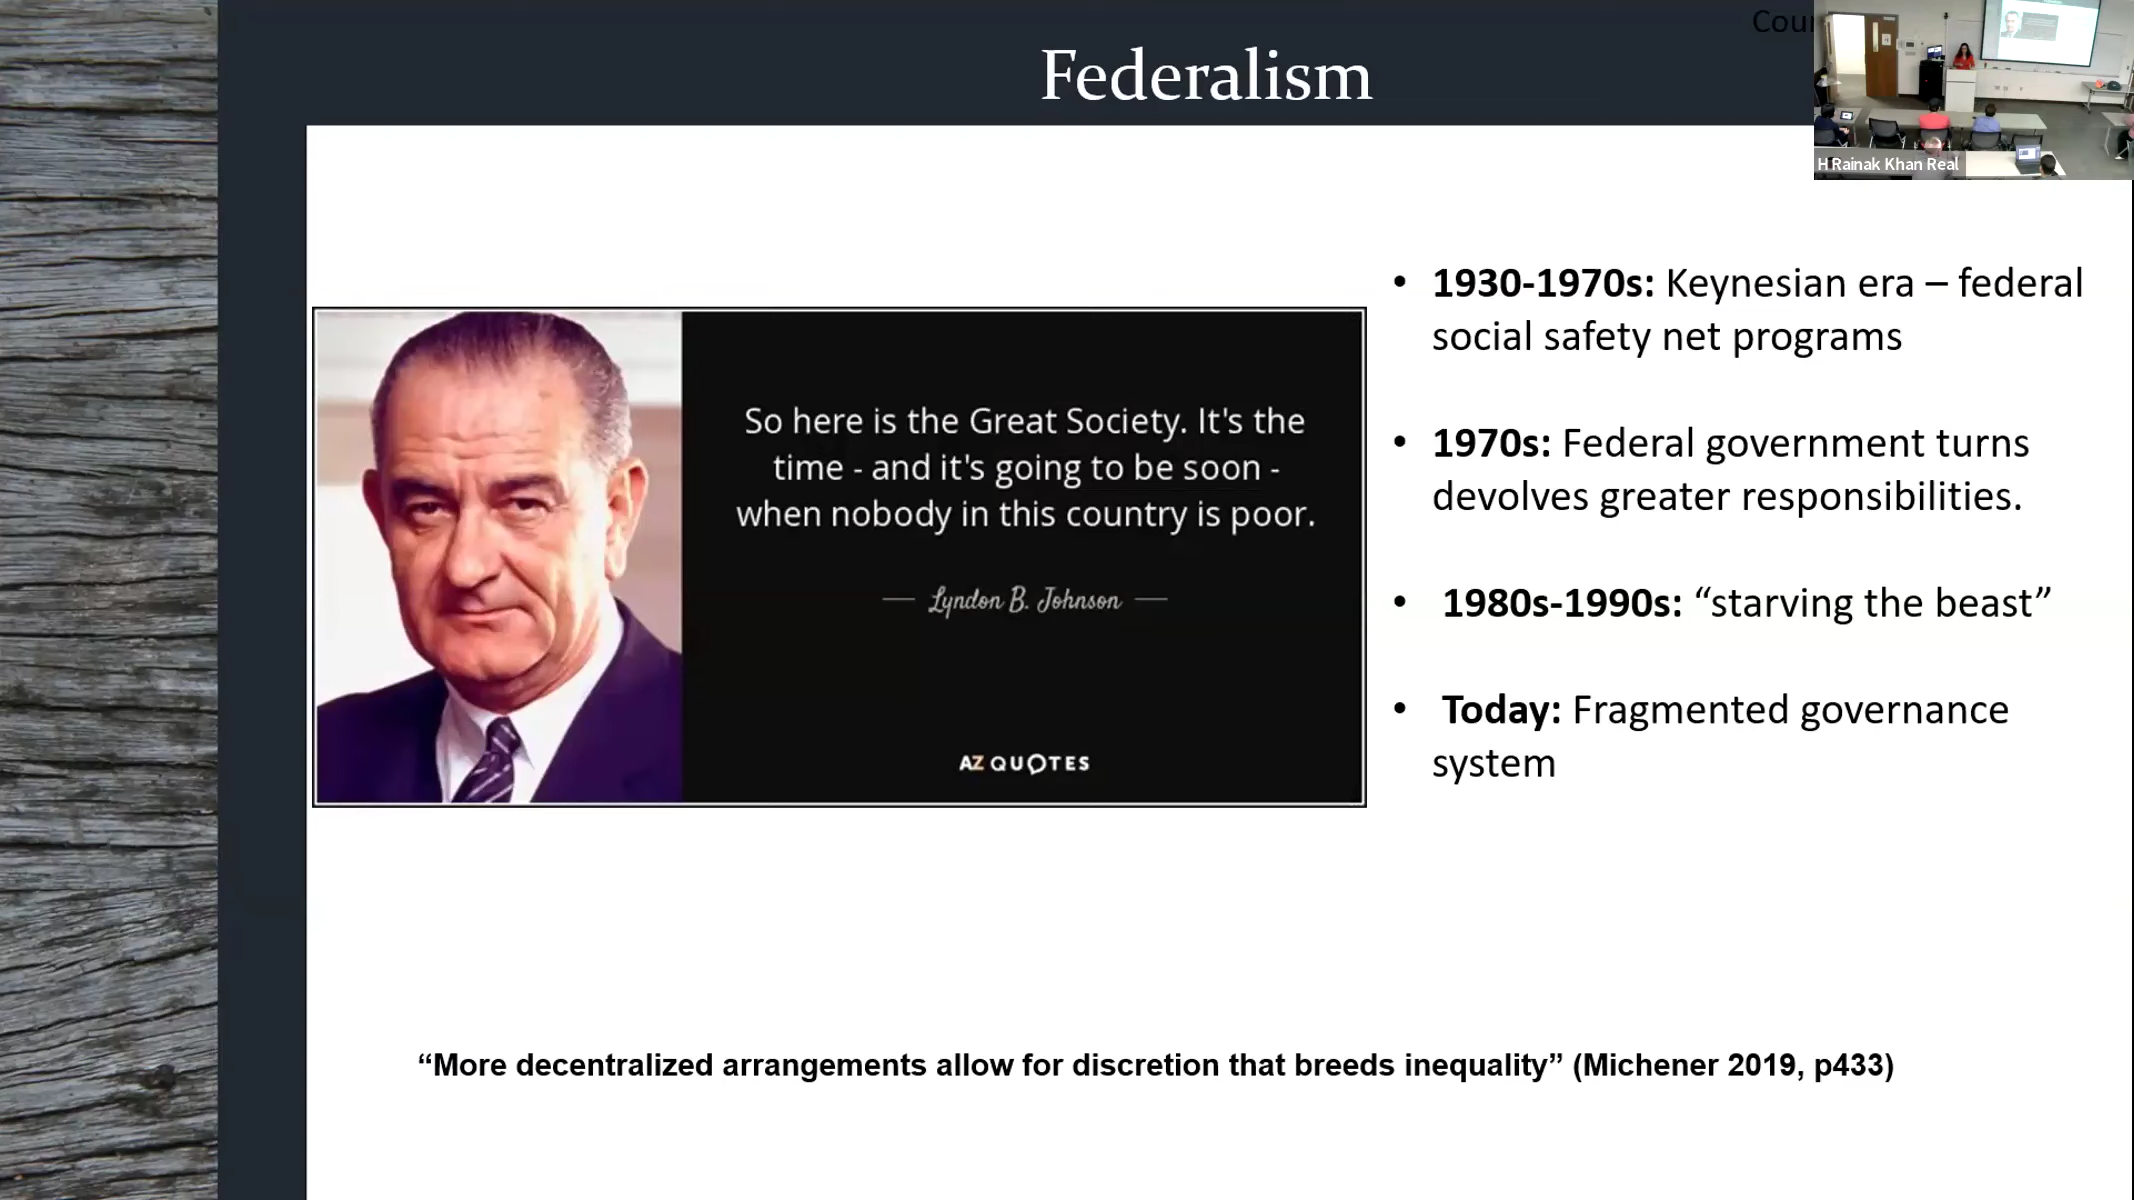 Federalism
Cour
H Rainak Khan Real
So here is the Great Society. It's the
time - and it's going to be soon -
when nobody in this country is poor.
Lyndon B. Johnson
AZ QUOTES
• 1930-1970s: Keynesian era – federal
social safety net programs
• 1970s: Federal government turns
devolves greater responsibilities.
• 1980s-1990s: “starving the beast”
• Today: Fragmented governance
system
“More decentralized arrangements allow for discretion that breeds inequality” (Michener 2019, p433)